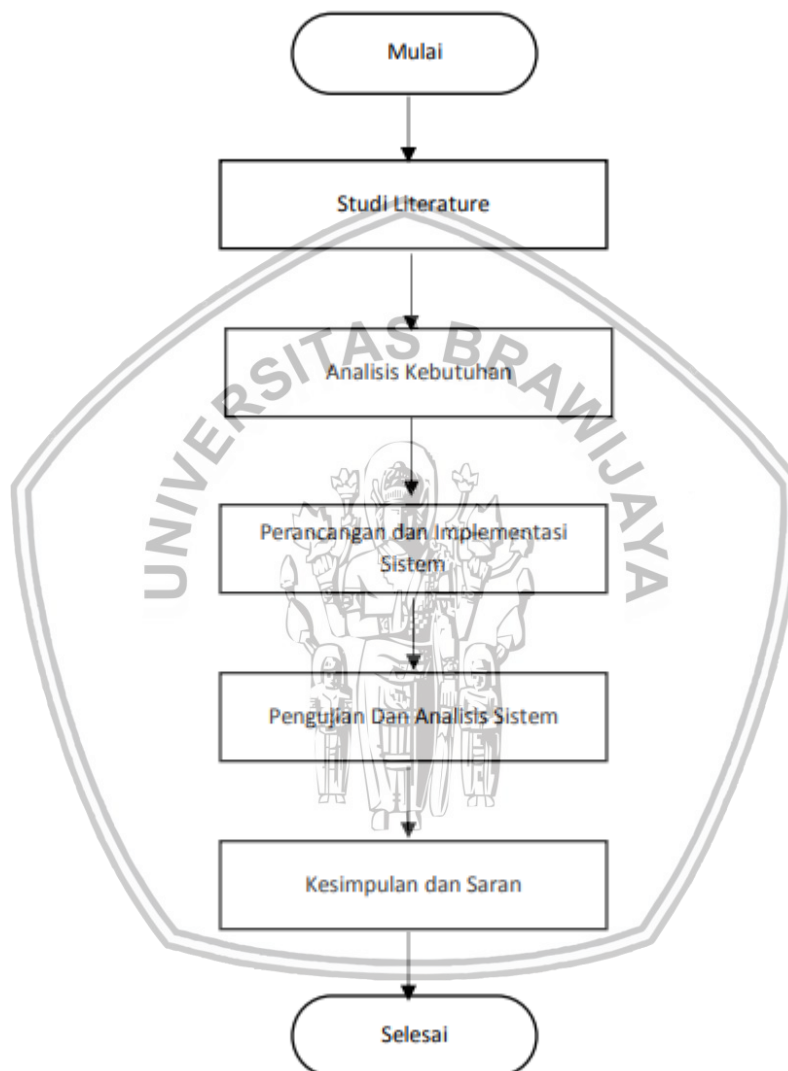 Mulai
Studi Literature
UNIVERSITAS BRAWIJAYA
Analisis Kebutuhan
Perancangan dan Implementasi
Sistem
Pengujian Dan Analisis Sistem
Kesimpulan dan Saran
Selesai